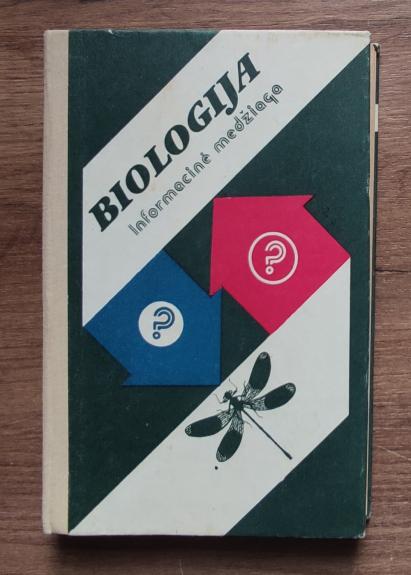 BIOLOGIJA
Informacinė medžiaga
?
?